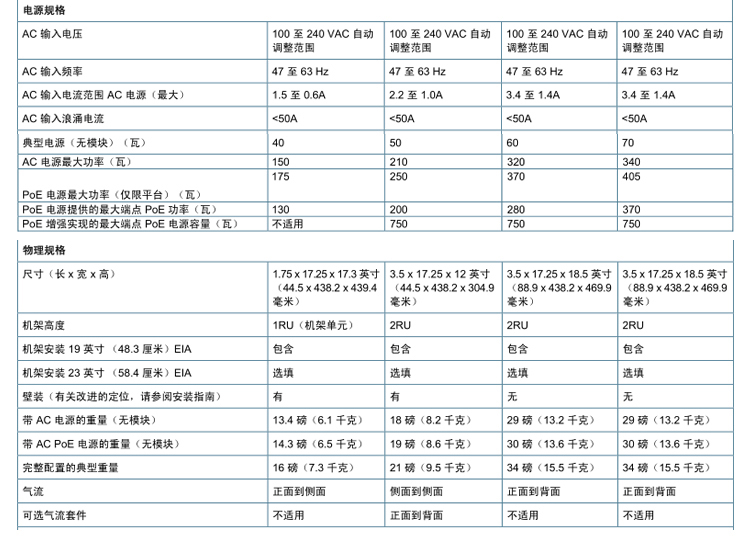 电源规格
AC 输入电压 100 至 240 VAC 自动调整范围 100 至 240 VAC 自动调整范围 100 至 240 VAC 自动调整范围 100 至 240 VAC 自动调整范围
AC 输入频率 47 至 63 Hz 47 至 63 Hz 47 至 63 Hz 47 至 63 Hz
AC 输入电流范围 AC 电源（最大） 1.5 至 0.6A 2.2 至 1.0A 3.4 至 1.4A 3.4 至 1.4A
AC 输入浪涌电流 <50A <50A <50A <50A
典型电源（无模块）（瓦） 40 50 60 70
AC 电源最大功率（瓦） 150 210 320 340
PoE 电源最大功率（仅限平台）（瓦） 175 250 370 405
PoE 电源提供的最大端点 PoE 功率（瓦） 130 200 280 370
PoE 增强实现的最大端点 PoE 电源容量（瓦） 不适用 750 750 750
物理规格
尺寸（长 x 宽 x 高） 1.75 x 17.25 x 17.3 英寸（44.5 x 438.2 x 439.4 毫米） 3.5 x 17.25 x 12 英寸（44.5 x 438.2 x 304.9 毫米） 3.5 x 17.25 x 18.5 英寸（88.9 x 438.2 x 469.9 毫米） 3.5 x 17.25 x 18.5 英寸（88.9 x 438.2 x 469.9 毫米）
机架高度 1RU（机架单元） 2RU 2RU 2RU
机架安装 19 英寸 （48.3 厘米）EIA 包含 包含 包含 包含
机架安装 23 英寸 （58.4 厘米）EIA 选填 选填 选填 选填
壁装（有关改进的定位，请参阅安装指南） 有 有 无 无
带 AC 电源的重量（无模块） 13.4 磅（6.1 千克） 18 磅（8.2 千克） 29 磅（13.2 千克） 29 磅（13.2 千克）
带 AC PoE 电源的重量（无模块） 14.3 磅（6.5 千克） 19 磅（8.6 千克） 30 磅（13.6 千克） 30 磅（13.6 千克）
完整配置的典型重量 16 磅（7.3 千克） 21 磅（9.5 千克） 34 磅（15.5 千克） 34 磅（15.5 千克）
气流 正面到侧面 侧面到侧面 正面到背面 正面到背面
可选气流套件 不适用 正面到背面 不适用 不适用